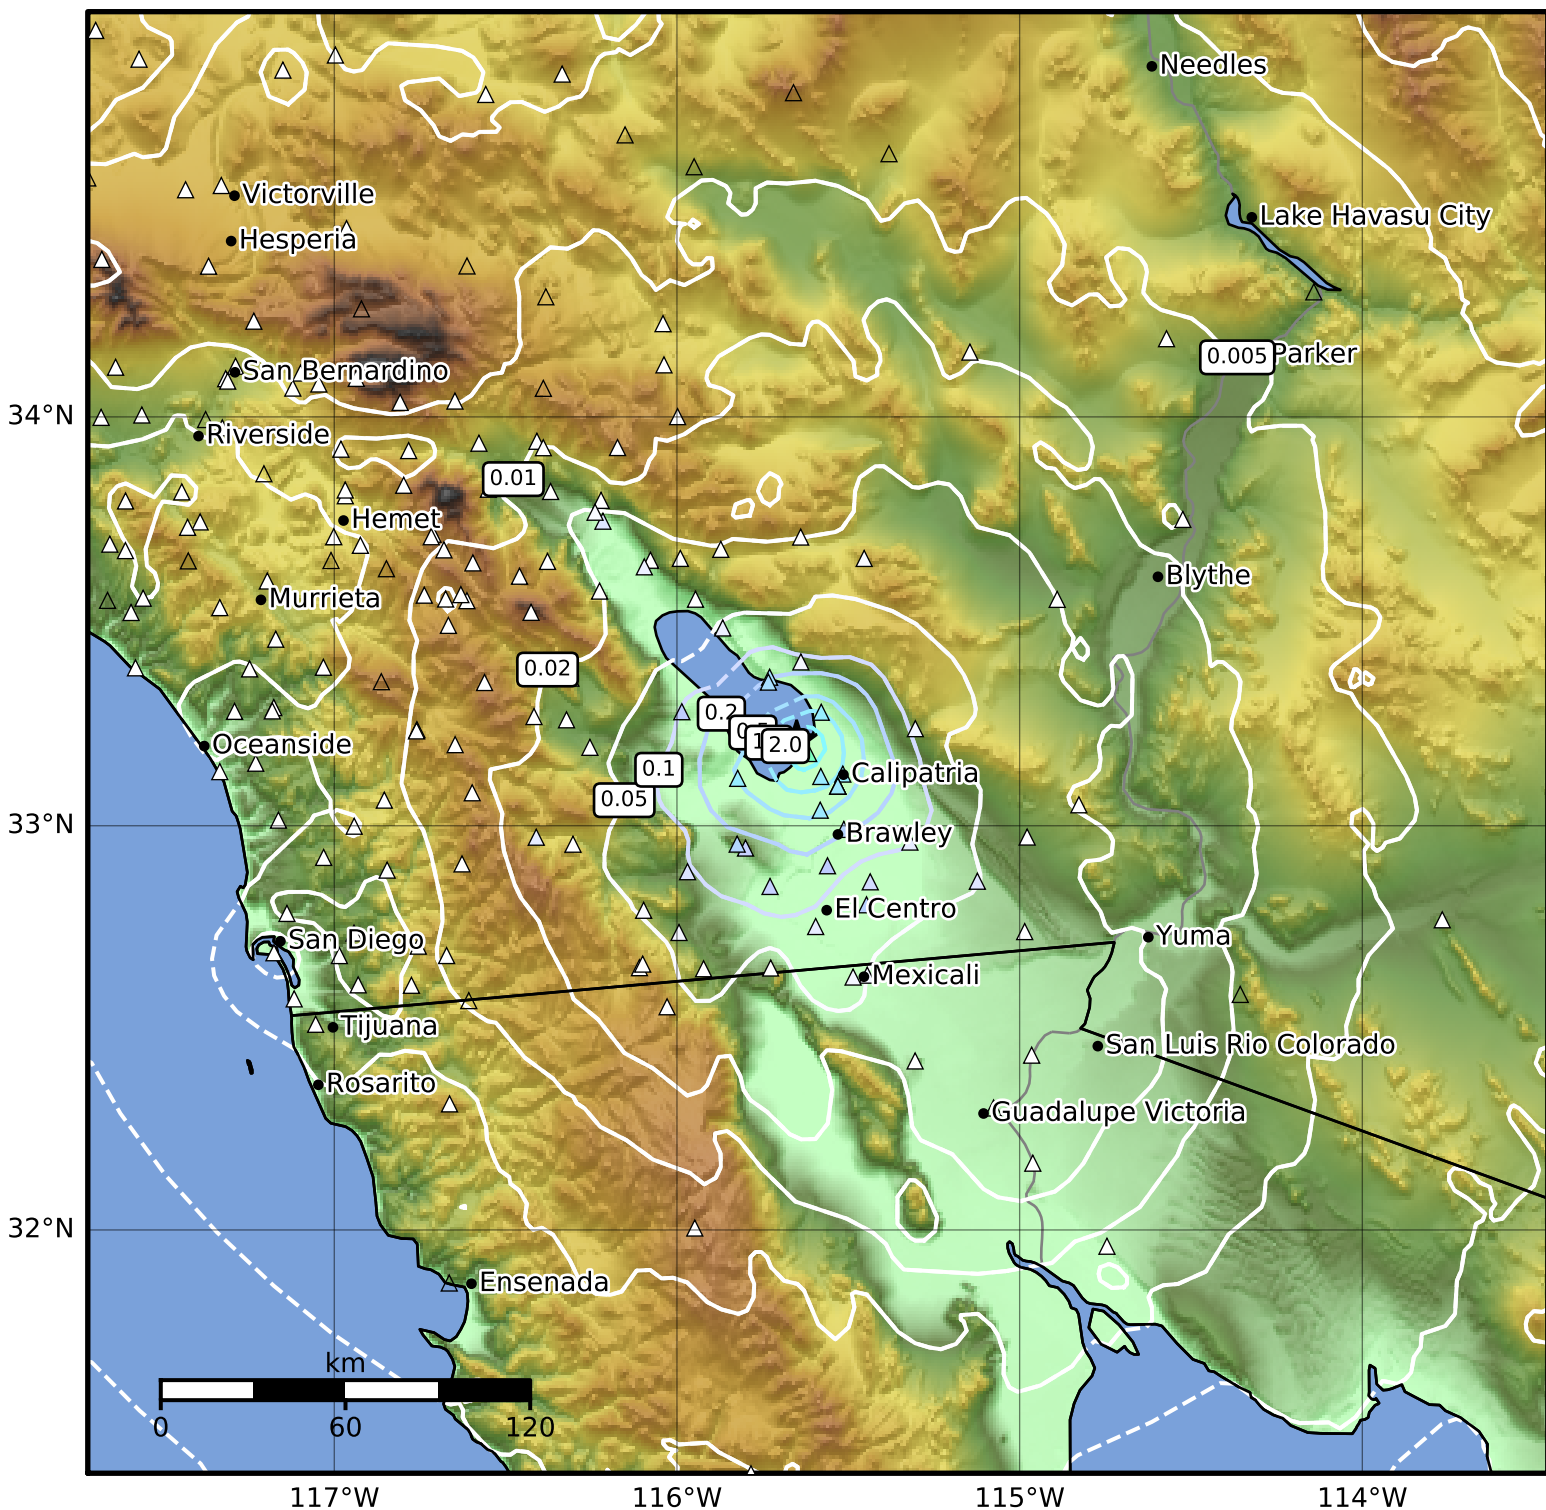 Needles
Victorville
Lake Havasu City
Hesperia
0.005
Parker
San Bernardino
34°N
Riverside
0.01
Hemet
Blythe
Murrieta
0.02
0.2
Oceanside
2.0
0.1
Calipatria
0.05
33°N
Brawley
El Centro
San Diego
Yuma
Mexicali
Tijuana
San Luis Rio Colorado
Rosarito
Guadalupe Victoria
32°N
Ensenada
km
0 60 120
117°W 116°W 115°W 114°W